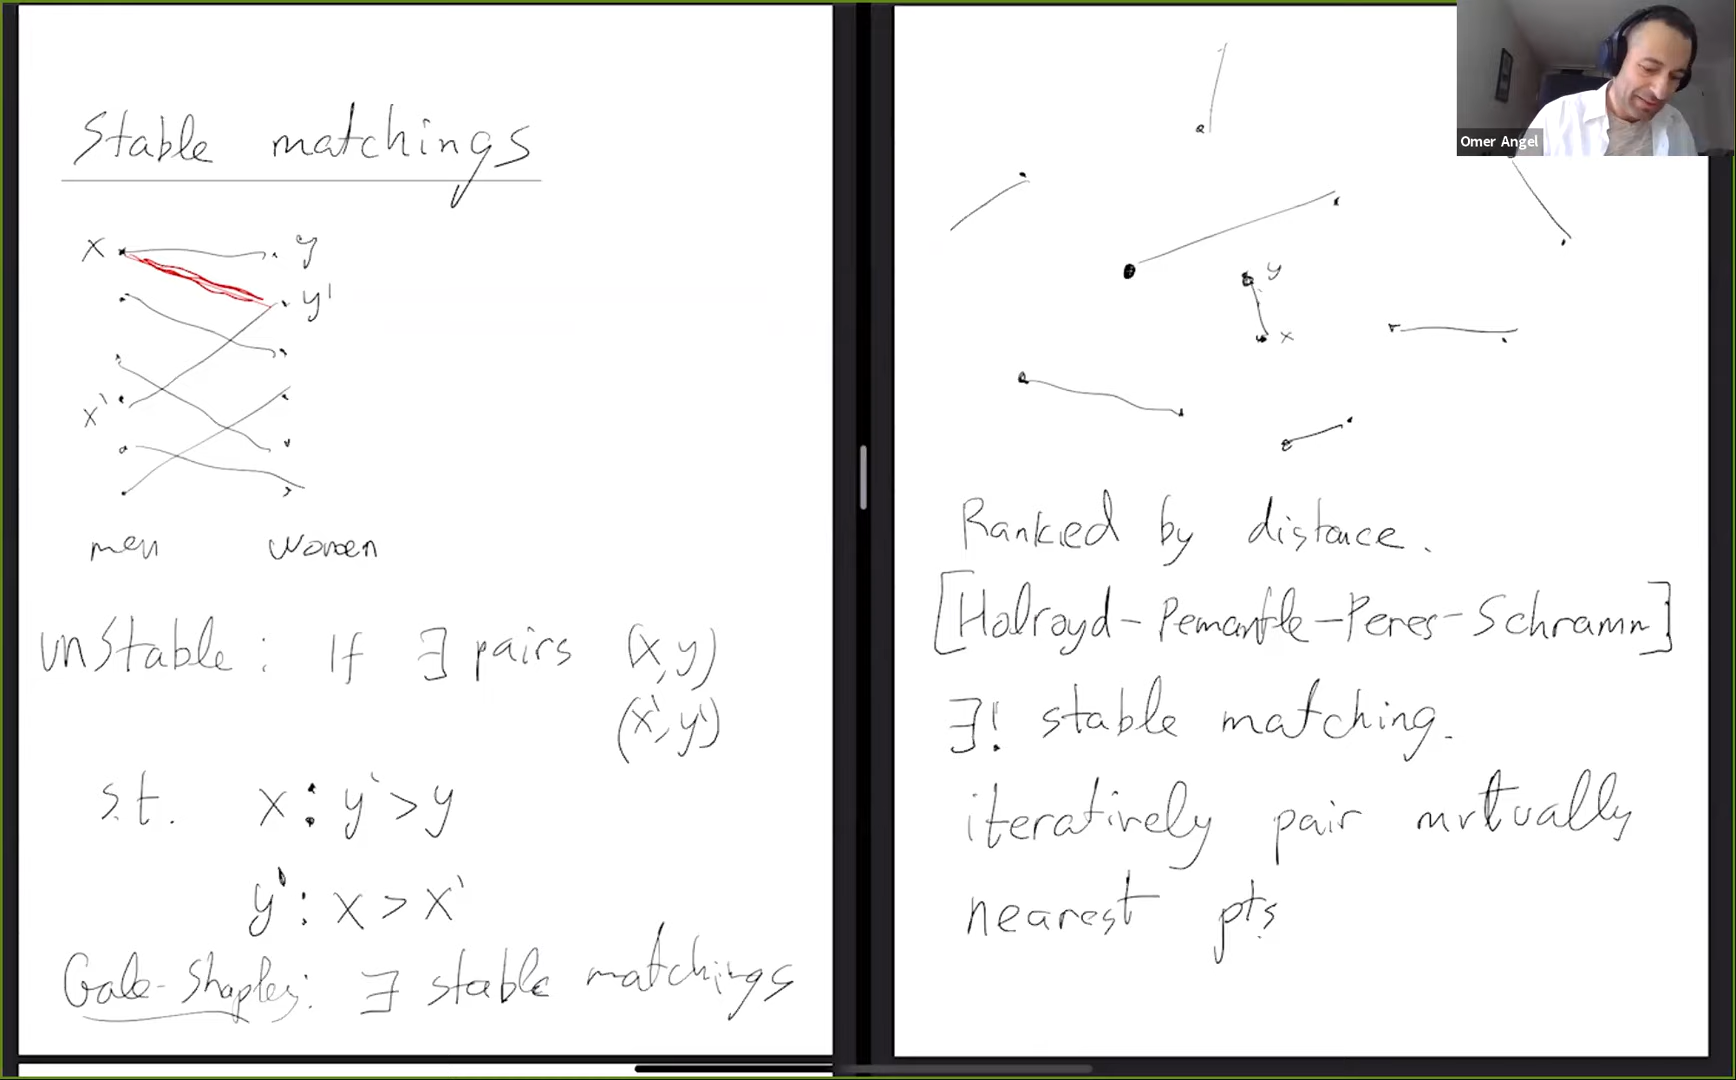 Stable matchings
x y
y'
x'
men women
unstable: If ∃ pairs (x,y)
(x',y')
s.t. x : y' > y
y' : x > x'
Gale-Shapley: ∃ stable matchings
y
x
Ranked by distance.
[Holroyd-Pemantle-Peres-Schramm]
∃! stable matching.
iteratively pair mutually
nearest pts
Omer Angel